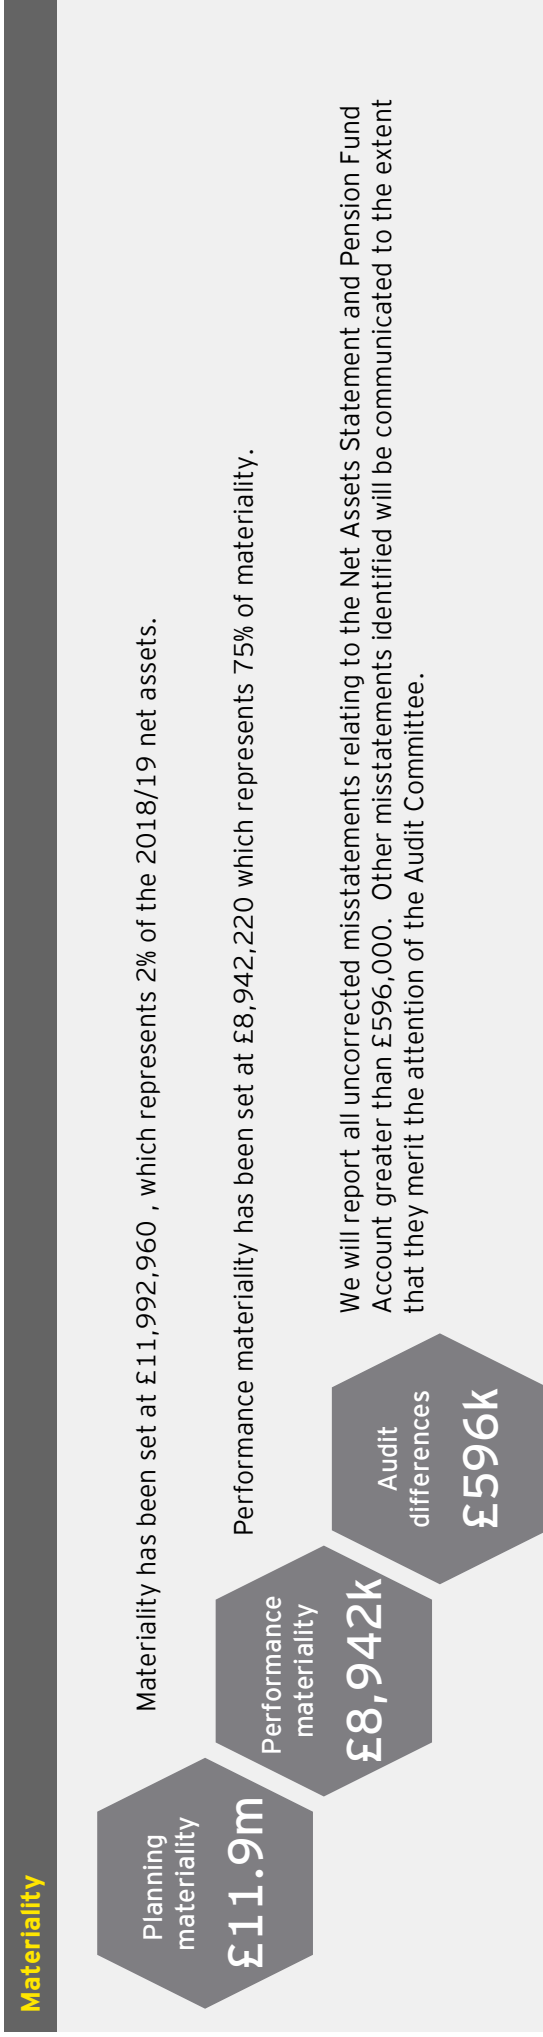 Materiality
Planning
materiality
£11.9m
Materiality has been set at £11,992,960 , which represents 2% of the 2018/19 net assets.
Performance
materiality
£8,942k
Performance materiality has been set at £8,942,220 which represents 75% of materiality.
Audit
differences
£596k
We will report all uncorrected misstatements relating to the Net Assets Statement and Pension Fund
Account greater than £596,000.  Other misstatements identified will be communicated to the extent
that they merit the attention of the Audit Committee.